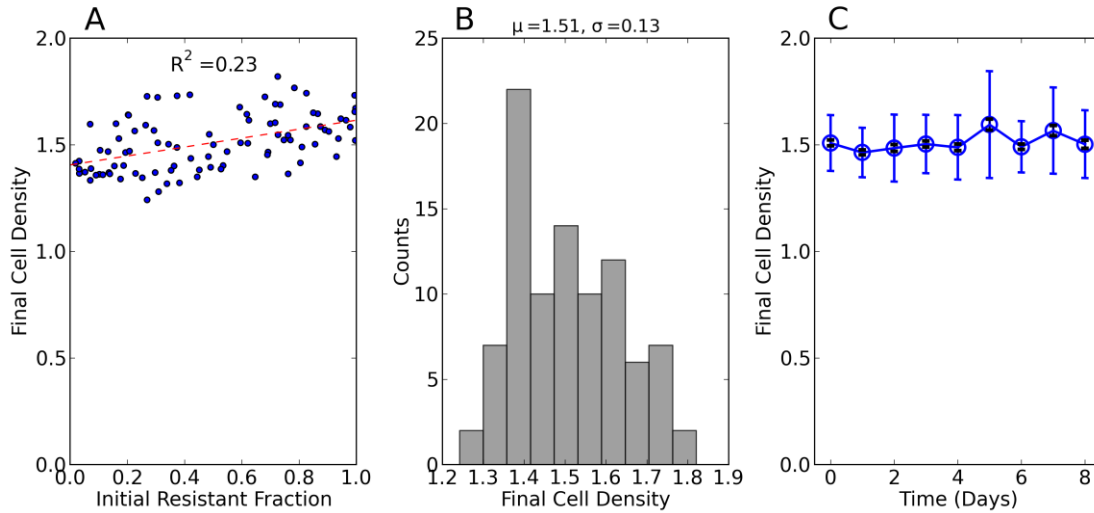 A
R² =0.23
2.0
1.5
1.0
0.5
0.0
0.0 0.2 0.4 0.6 0.8 1.0
Final Cell Density
Initial Resistant Fraction
B
μ=1.51, σ=0.13
25
20
15
10
5
0
1.2 1.3 1.4 1.5 1.6 1.7 1.8 1.9
Counts
Final Cell Density
C
2.0
1.5
1.0
0.5
0.0
0 2 4 6 8
Final Cell Density
Time (Days)